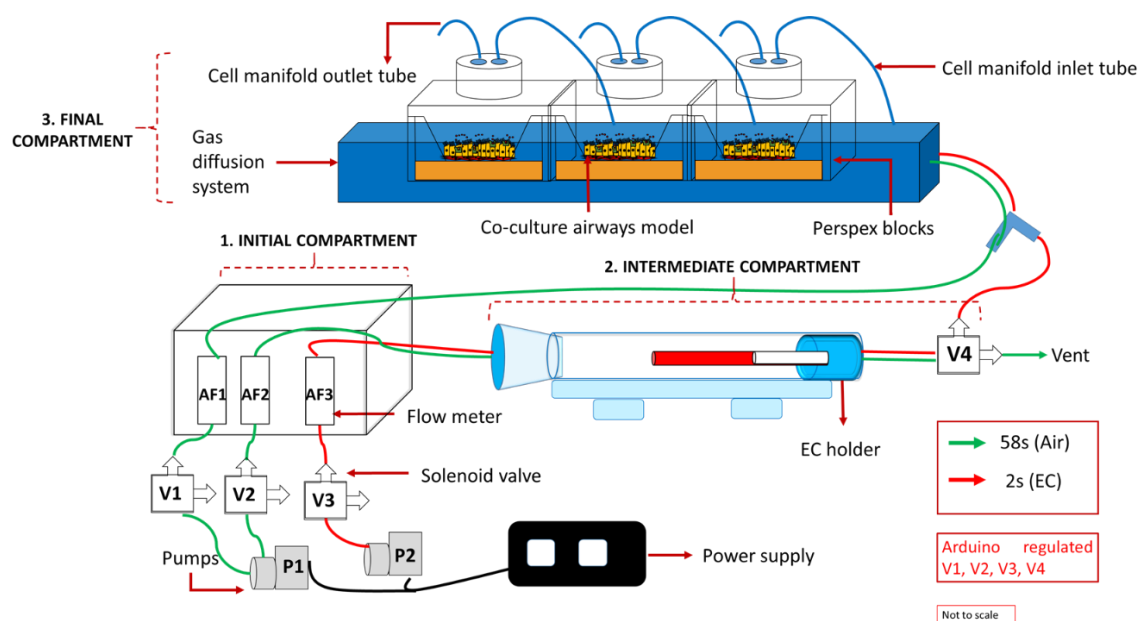 Cell manifold outlet tube
Cell manifold inlet tube
3. FINAL
COMPARTMENT
Gas
diffusion
system
Co-culture airways model
Perspex blocks
1. INITIAL COMPARTMENT
2. INTERMEDIATE COMPARTMENT
AF1
AF2
AF3
Flow meter
V4
Vent
EC holder
Solenoid valve
V1
V2
V3
58s (Air)
2s (EC)
Pumps
P1
P2
Power supply
Arduino regulated
V1, V2, V3, V4
Not to scale